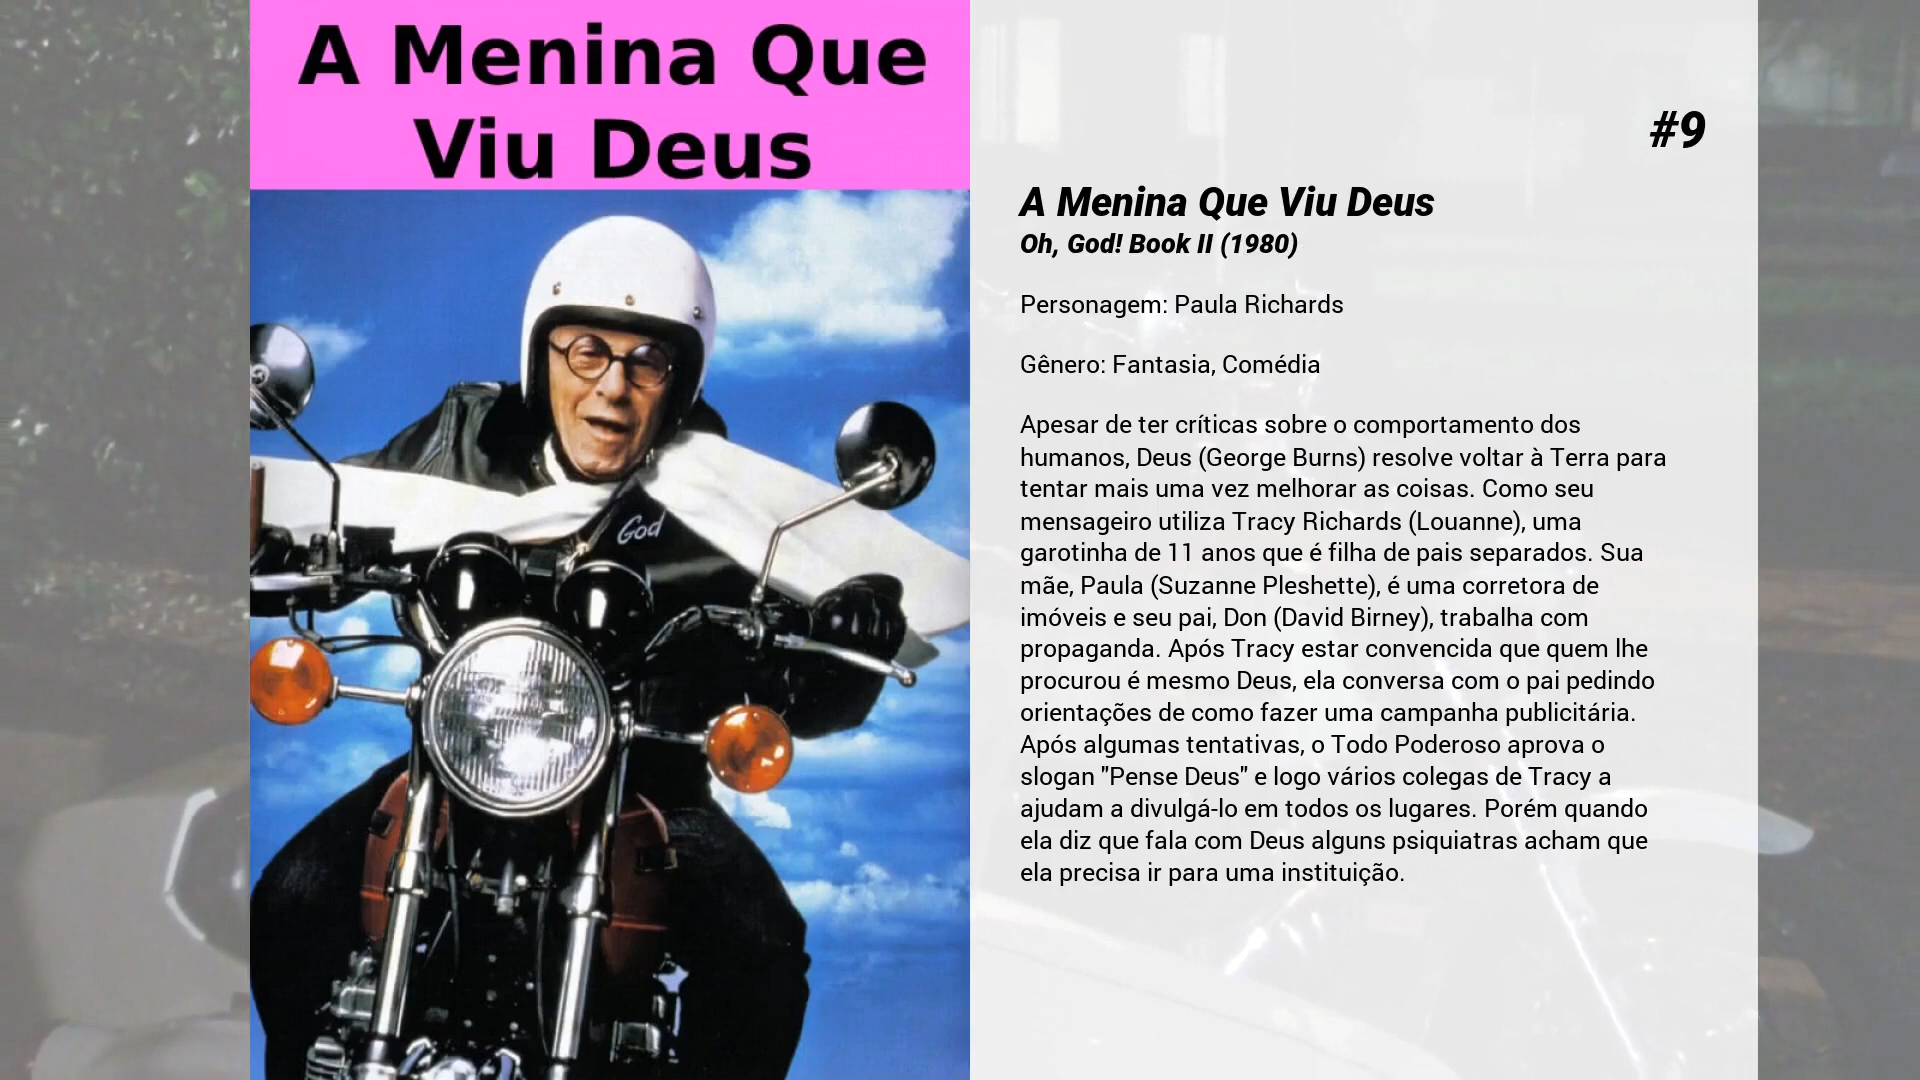 A Menina Que
Viu Deus
God
#9
A Menina Que Viu Deus
Oh, God! Book II (1980)
Personagem: Paula Richards
Gênero: Fantasia, Comédia
Apesar de ter críticas sobre o comportamento dos
humanos, Deus (George Burns) resolve voltar à Terra para
tentar mais uma vez melhorar as coisas. Como seu
mensageiro utiliza Tracy Richards (Louanne), uma
garotinha de 11 anos que é filha de pais separados. Sua
mãe, Paula (Suzanne Pleshette), é uma corretora de
imóveis e seu pai, Don (David Birney), trabalha com
propaganda. Após Tracy estar convencida que quem lhe
procurou é mesmo Deus, ela conversa com o pai pedindo
orientações de como fazer uma campanha publicitária.
Após algumas tentativas, o Todo Poderoso aprova o
slogan "Pense Deus" e logo vários colegas de Tracy a
ajudam a divulgá-lo em todos os lugares. Porém quando
ela diz que fala com Deus alguns psiquiatras acham que
ela precisa ir para uma instituição.